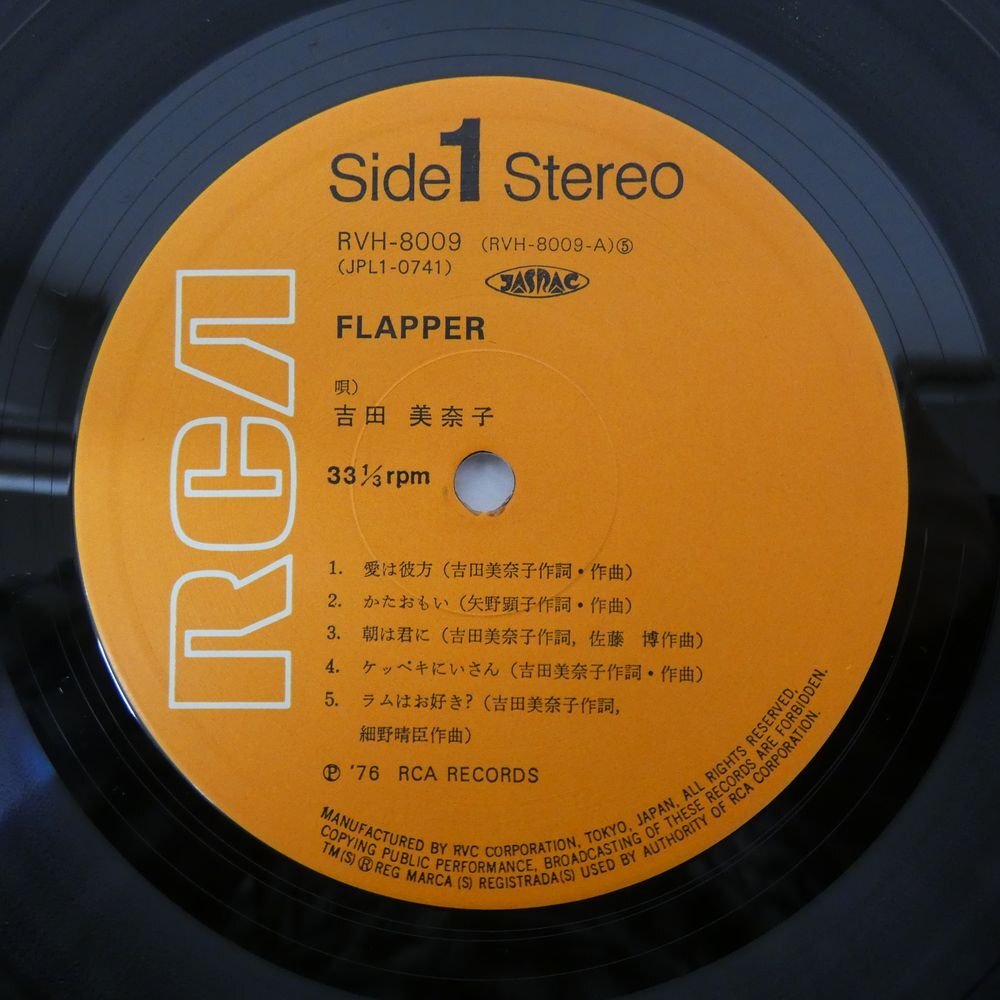 Side 1 Stereo
RVH-8009 (RVH-8009-A)⑤
(JPL1-0741)
JASRAC
FLAPPER
唄)
吉田 美奈子
33⅓rpm
1. 愛は彼方(吉田美奈子作詞・作曲)
2. かたおもい(矢野顕子作詞・作曲)
3. 朝は君に(吉田美奈子作詞, 佐藤 博作曲)
4. ケッペキにいさん(吉田美奈子作詞・作曲)
5. ラムはお好き?(吉田美奈子作詞,
細野晴臣作曲)
℗ '76 RCA RECORDS
MANUFACTURED BY RVC CORPORATION, TOKYO, JAPAN, ALL RIGHTS RESERVED,
COPYING PUBLIC PERFORMANCE, BROADCASTING OF THESE RECORDS ARE FORBIDDEN.
TM(S) ® REG MARCA (S) REGISTRADA(S) USED BY AUTHORITY OF RCA CORPORATION.
RCA